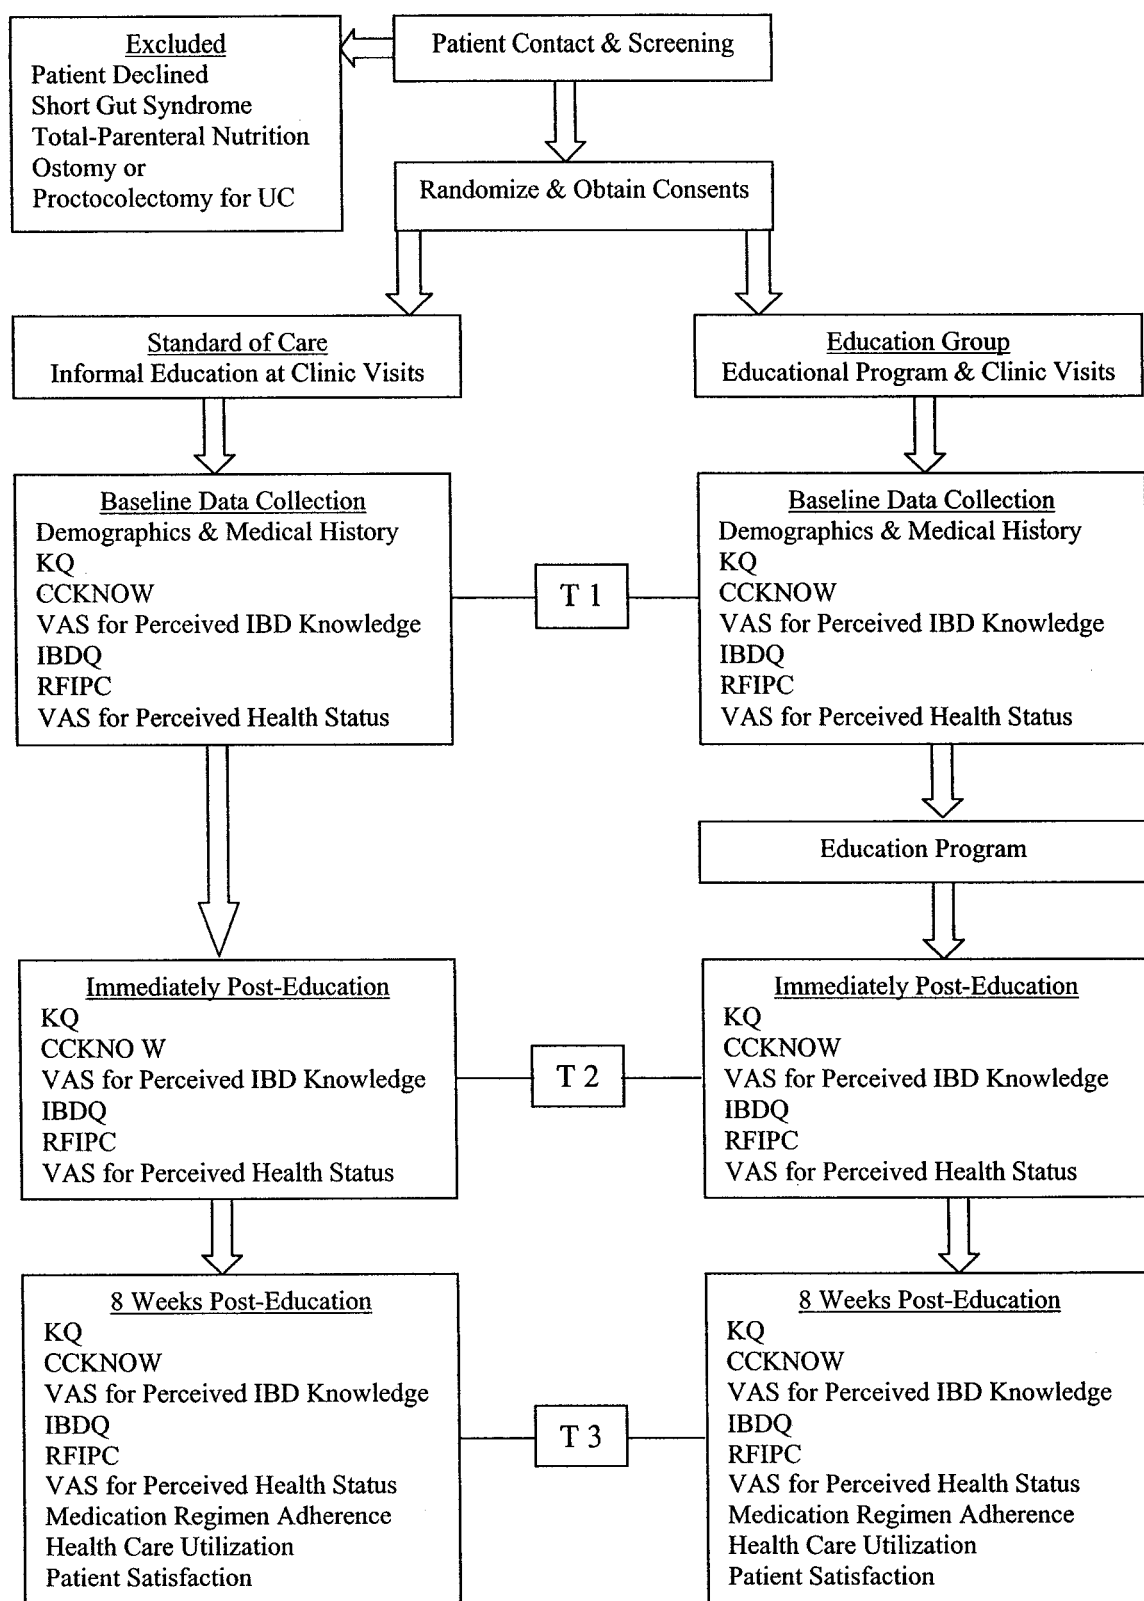 Excluded
Patient Declined
Short Gut Syndrome
Total-Parenteral Nutrition
Ostomy or
Proctocolectomy for UC
Patient Contact & Screening
Randomize & Obtain Consents
Standard of Care
Informal Education at Clinic Visits
Education Group
Educational Program & Clinic Visits
Baseline Data Collection
Demographics & Medical History
KQ
CCKNOW
VAS for Perceived IBD Knowledge
IBDQ
RFIPC
VAS for Perceived Health Status
T 1
Baseline Data Collection
Demographics & Medical History
KQ
CCKNOW
VAS for Perceived IBD Knowledge
IBDQ
RFIPC
VAS for Perceived Health Status
Education Program
Immediately Post-Education
KQ
CCKNO W
VAS for Perceived IBD Knowledge
IBDQ
RFIPC
VAS for Perceived Health Status
T 2
Immediately Post-Education
KQ
CCKNOW
VAS for Perceived IBD Knowledge
IBDQ
RFIPC
VAS for Perceived Health Status
8 Weeks Post-Education
KQ
CCKNOW
VAS for Perceived IBD Knowledge
IBDQ
RFIPC
VAS for Perceived Health Status
Medication Regimen Adherence
Health Care Utilization
Patient Satisfaction
T 3
8 Weeks Post-Education
KQ
CCKNOW
VAS for Perceived IBD Knowledge
IBDQ
RFIPC
VAS for Perceived Health Status
Medication Regimen Adherence
Health Care Utilization
Patient Satisfaction